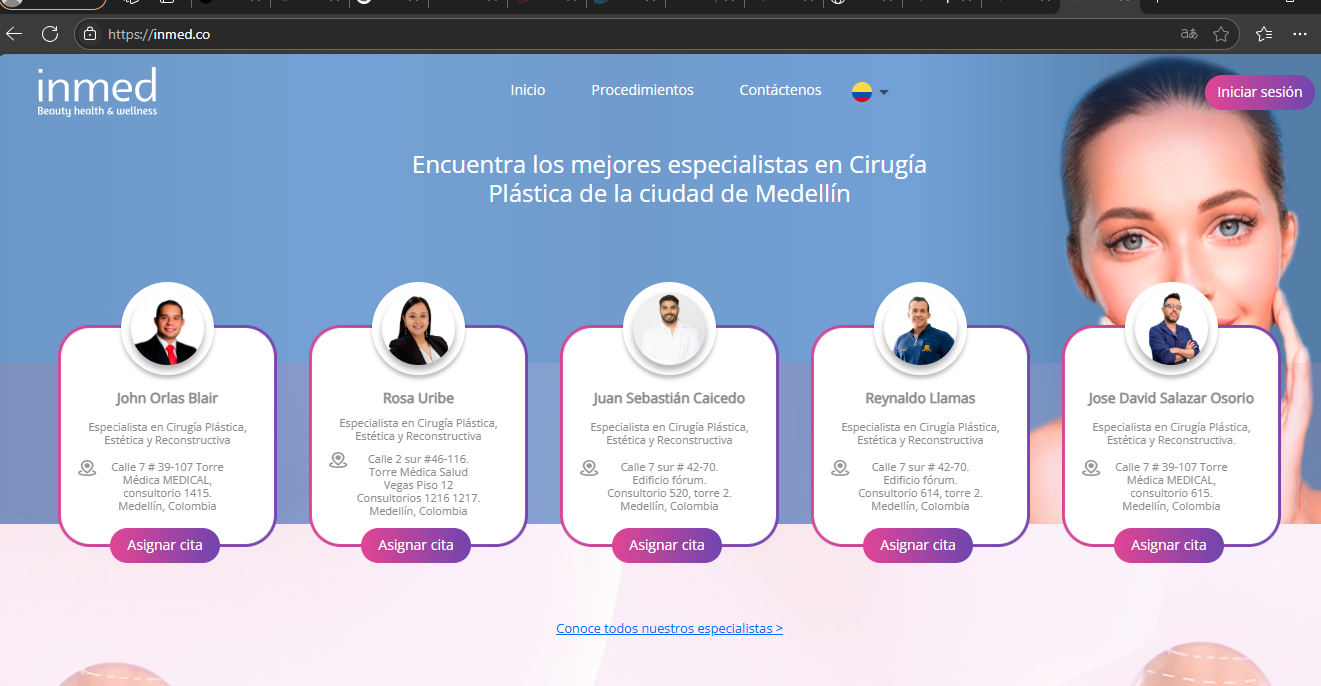 https://inmed.co
inmed
Beauty health & wellness
Inicio
Procedimientos
Contáctenos
Iniciar sesión
Encuentra los mejores especialistas en Cirugía
Plástica de la ciudad de Medellín
John Orlas Blair
Especialista en Cirugía Plástica,
Estética y Reconstructiva
Calle 7 # 39-107 Torre
Médica MEDICAL,
consultorio 1415.
Medellín, Colombia
Asignar cita
Rosa Uribe
Especialista en Cirugía Plástica,
Estética y Reconstructiva
Calle 2 sur #46-116.
Torre Médica Salud
Vegas Piso 12
Consultorios 1216 1217.
Medellín, Colombia
Asignar cita
Juan Sebastián Caicedo
Especialista en Cirugía Plástica,
Estética y Reconstructiva
Calle 7 sur # 42-70.
Edificio fórum.
Consultorio 520, torre 2.
Medellín, Colombia
Asignar cita
Reynaldo Llamas
Especialista en Cirugía Plástica,
Estética y Reconstructiva
Calle 7 sur # 42-70.
Edificio fórum.
Consultorio 614, torre 2.
Medellín, Colombia
Asignar cita
Jose David Salazar Osorio
Especialista en Cirugía Plástica,
Estética y Reconstructiva.
Calle 7 # 39-107 Torre
Médica MEDICAL,
consultorio 615.
Medellín, Colombia
Asignar cita
Conoce todos nuestros especialistas >